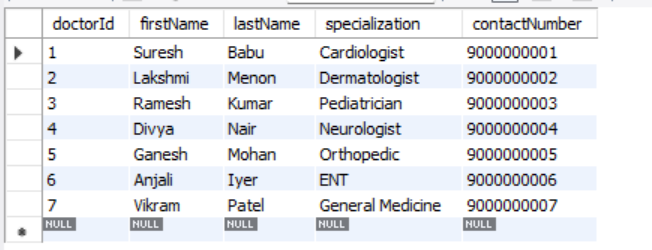 doctorId firstName lastName specialization contactNumber
1 Suresh Babu Cardiologist 9000000001
2 Lakshmi Menon Dermatologist 9000000002
3 Ramesh Kumar Pediatrician 9000000003
4 Divya Nair Neurologist 9000000004
5 Ganesh Mohan Orthopedic 9000000005
6 Anjali Iyer ENT 9000000006
7 Vikram Patel General Medicine 9000000007
NULL NULL NULL NULL NULL